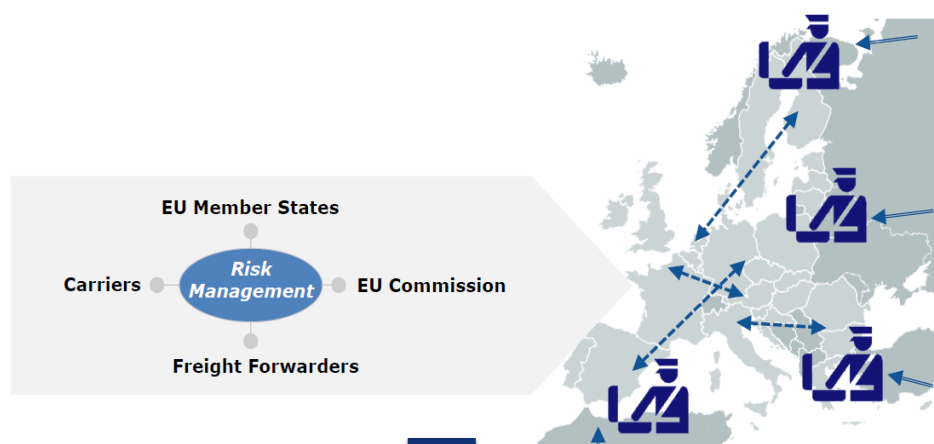 EU Member States
Risk
Management
Carriers
EU Commission
Freight Forwarders